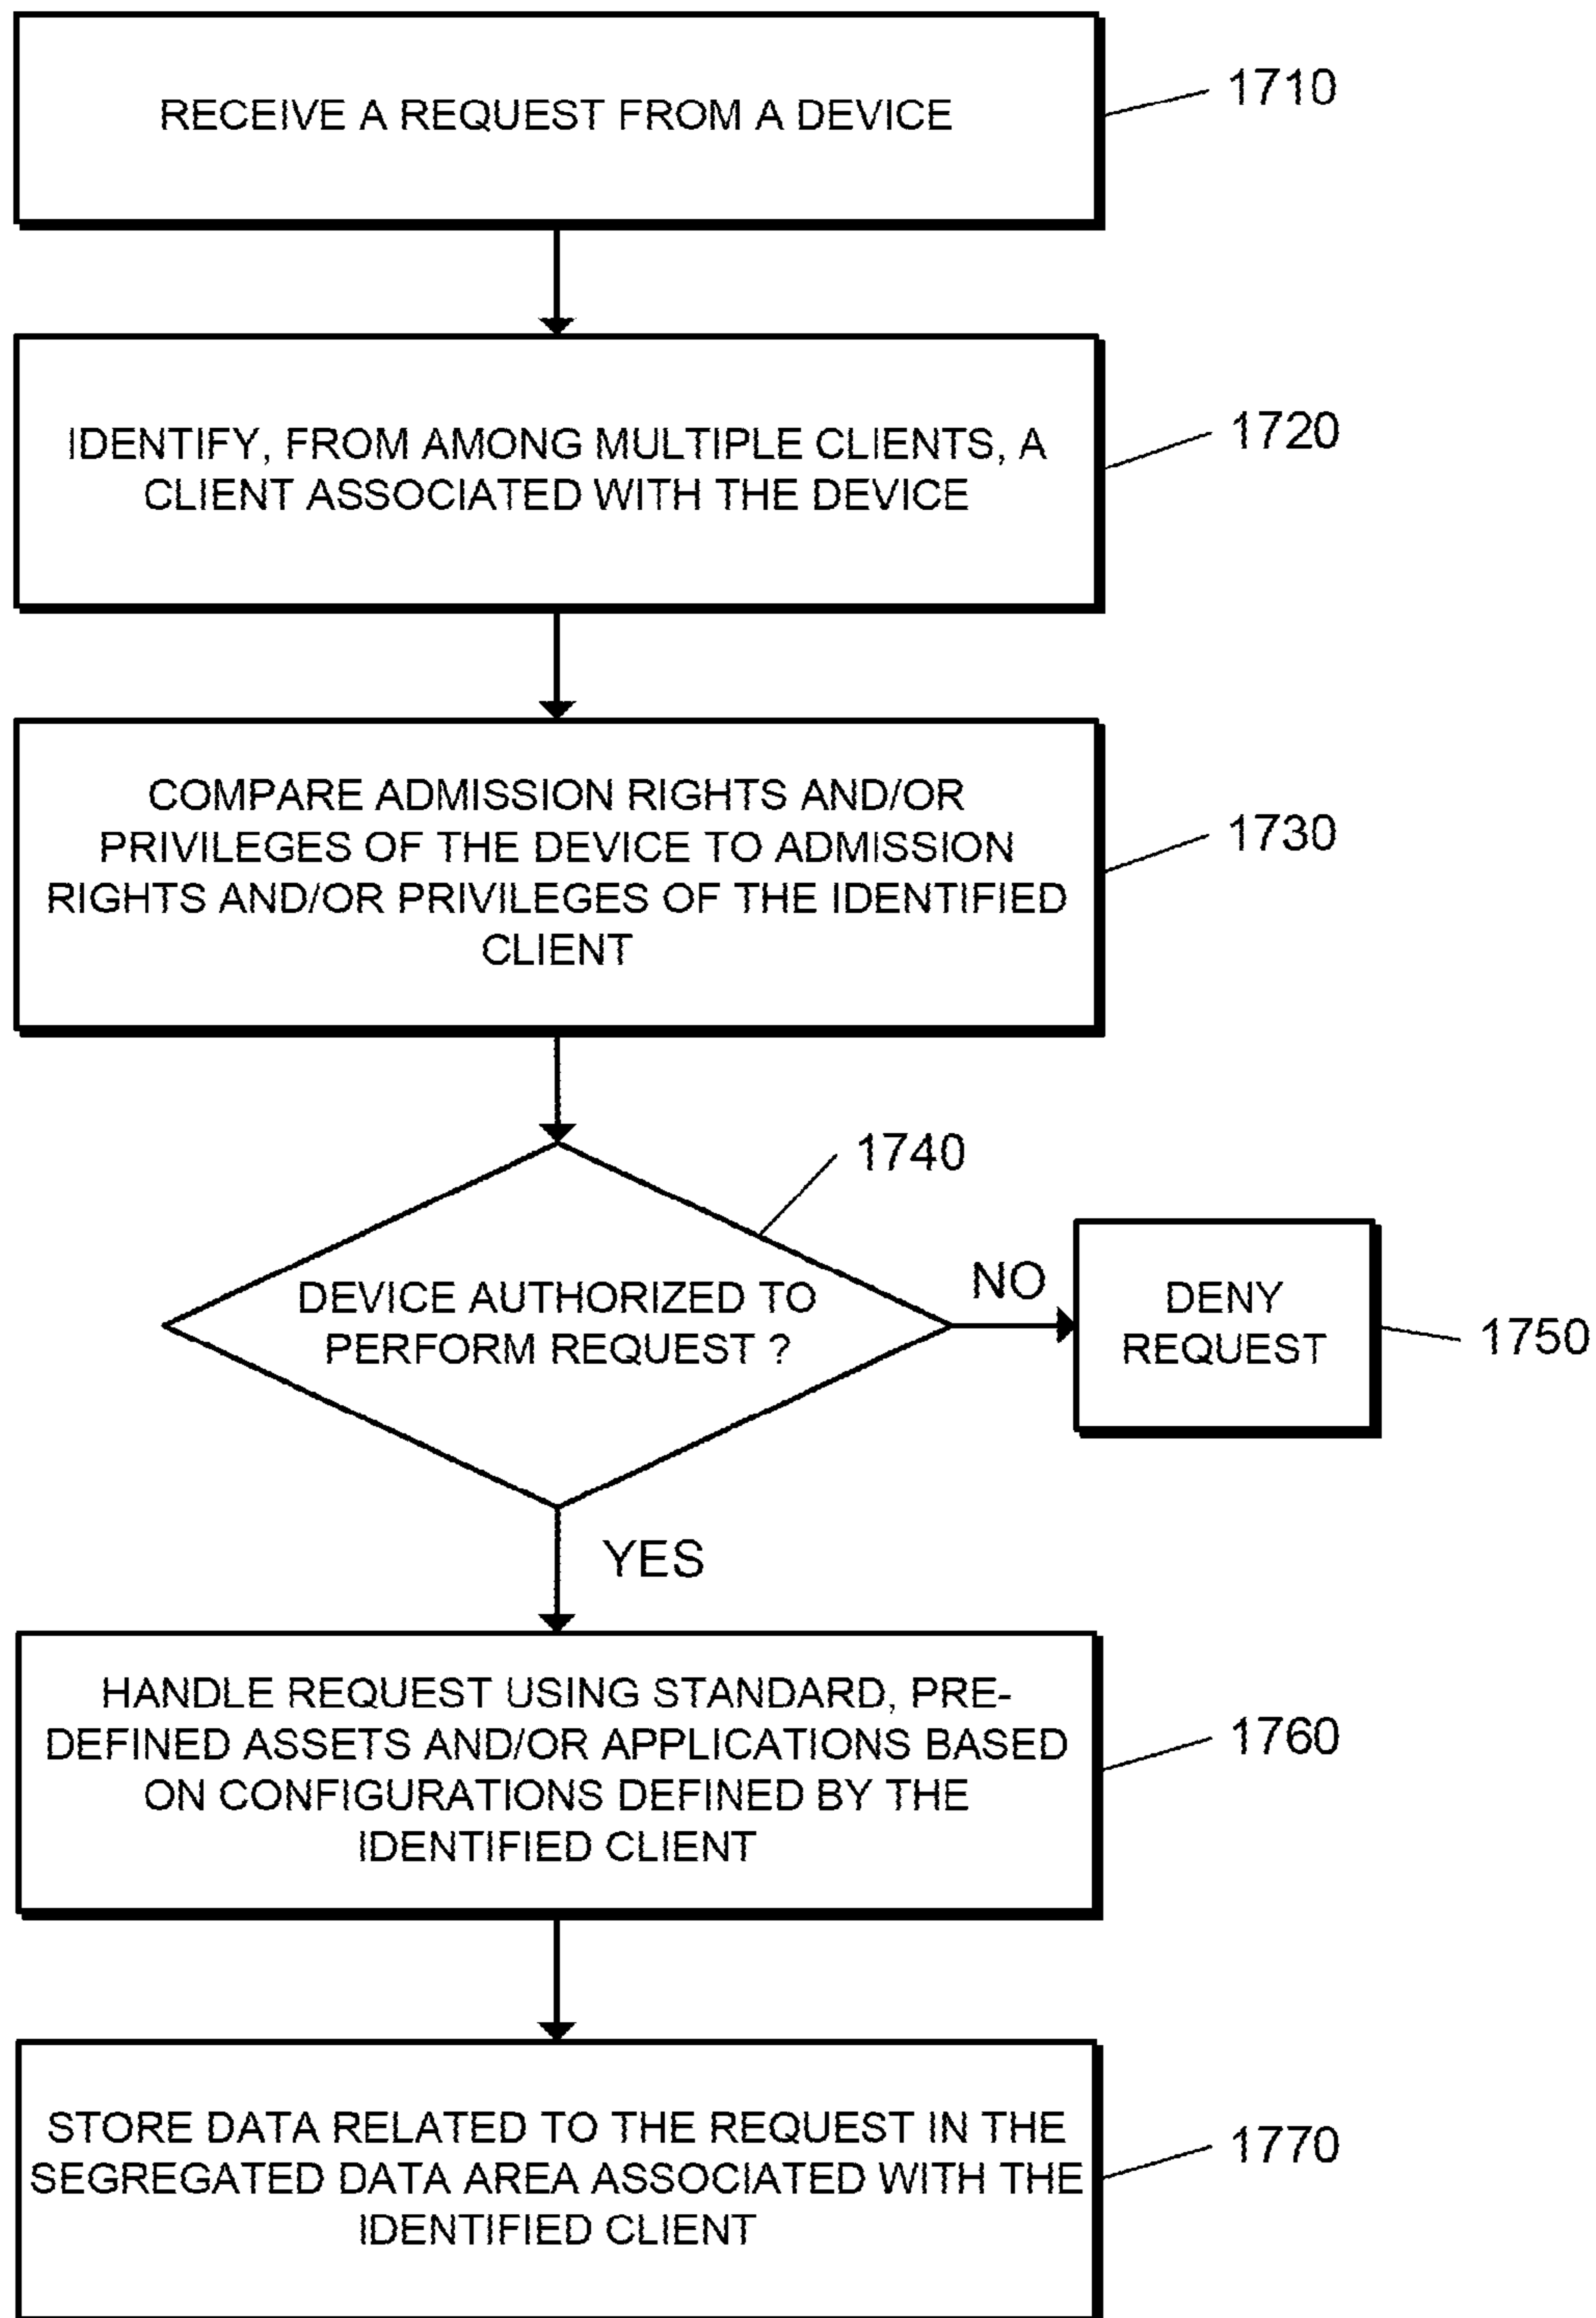 RECEIVE A REQUEST FROM A DEVICE
1710
IDENTIFY, FROM AMONG MULTIPLE CLIENTS, A
CLIENT ASSOCIATED WITH THE DEVICE
1720
COMPARE ADMISSION RIGHTS AND/OR
PRIVILEGES OF THE DEVICE TO ADMISSION
RIGHTS AND/OR PRIVILEGES OF THE IDENTIFIED
CLIENT
1730
1740
DEVICE AUTHORIZED TO
PERFORM REQUEST ?
NO
DENY
REQUEST
1750
YES
HANDLE REQUEST USING STANDARD, PRE-
DEFINED ASSETS AND/OR APPLICATIONS BASED
ON CONFIGURATIONS DEFINED BY THE
IDENTIFIED CLIENT
1760
STORE DATA RELATED TO THE REQUEST IN THE
SEGREGATED DATA AREA ASSOCIATED WITH THE
IDENTIFIED CLIENT
1770